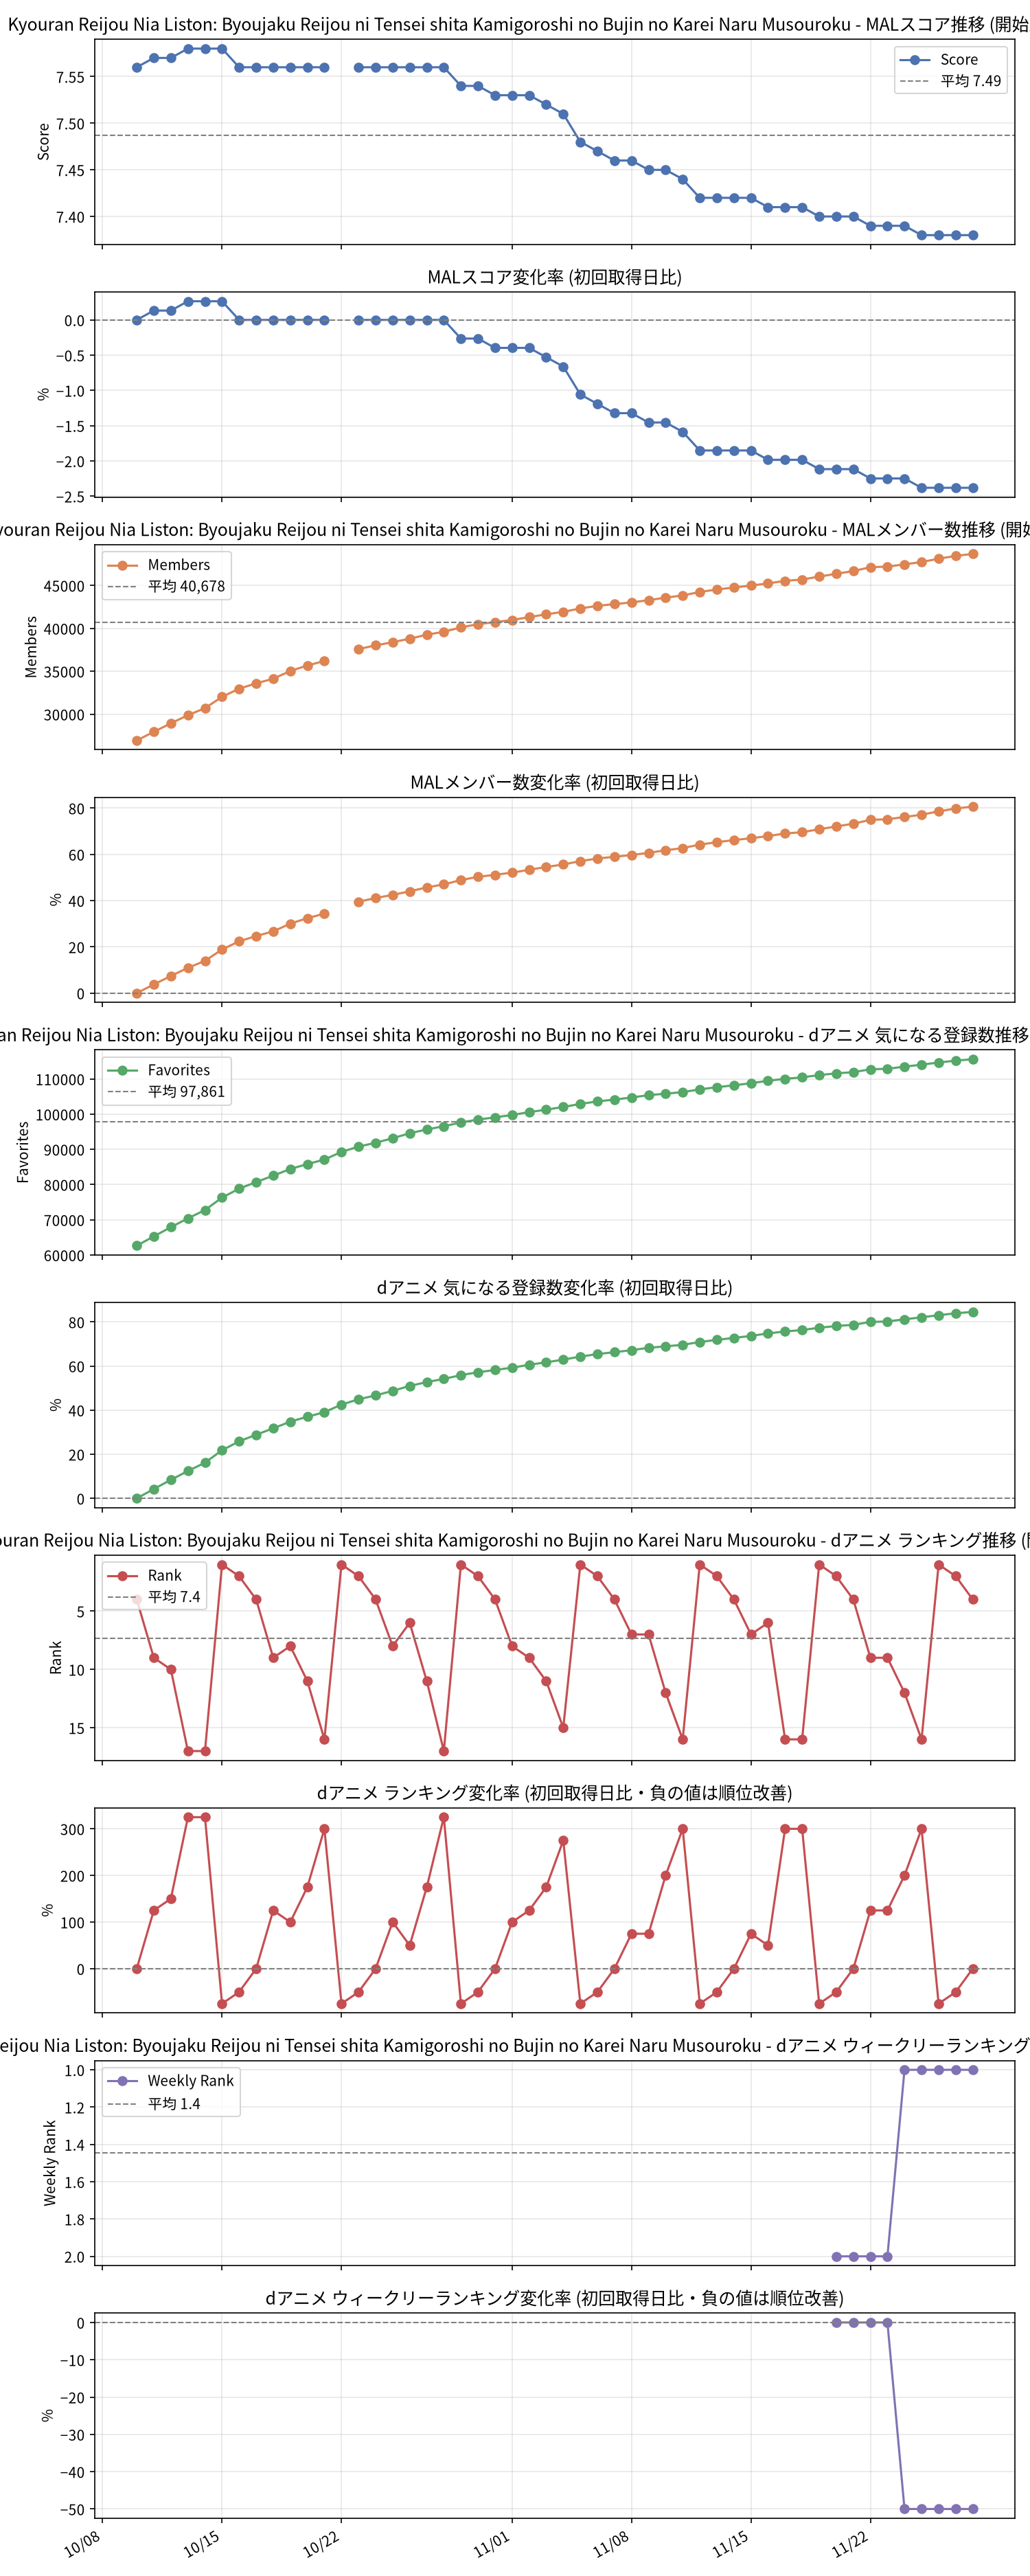 Kyouran Reijou Nia Liston: Byoujaku Reijou ni Tensei shita Kamigoroshi no Bujin no Karei Naru Musouroku - MALスコア推移 (開始
Score
平均 7.49
Score
7.55
7.50
7.45
7.40
MALスコア変化率 (初回取得日比)
%
0.0
−0.5
−1.0
−1.5
−2.0
−2.5
youran Reijou Nia Liston: Byoujaku Reijou ni Tensei shita Kamigoroshi no Bujin no Karei Naru Musouroku - MALメンバー数推移 (開始
Members
平均 40,678
Members
45000
40000
35000
30000
MALメンバー数変化率 (初回取得日比)
%
80
60
40
20
0
an Reijou Nia Liston: Byoujaku Reijou ni Tensei shita Kamigoroshi no Bujin no Karei Naru Musouroku - dアニメ 気になる登録数推移
Favorites
平均 97,861
Favorites
110000
100000
90000
80000
70000
60000
dアニメ 気になる登録数変化率 (初回取得日比)
%
80
60
40
20
0
ouran Reijou Nia Liston: Byoujaku Reijou ni Tensei shita Kamigoroshi no Bujin no Karei Naru Musouroku - dアニメ ランキング推移 (
Rank
平均 7.4
Rank
5
10
15
dアニメ ランキング変化率 (初回取得日比・負の値は順位改善)
%
300
200
100
0
eijou Nia Liston: Byoujaku Reijou ni Tensei shita Kamigoroshi no Bujin no Karei Naru Musouroku - dアニメ ウィークリーランキング
Weekly Rank
平均 1.4
Weekly Rank
1.0
1.2
1.4
1.6
1.8
2.0
dアニメ ウィークリーランキング変化率 (初回取得日比・負の値は順位改善)
%
0
−10
−20
−30
−40
−50
10/08
10/15
10/22
11/01
11/08
11/15
11/22